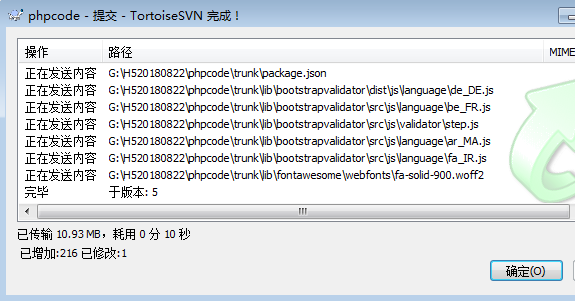 phpcode - 提交 - TortoiseSVN 完成！
操作 路径 MIME
正在发送内容 G:\H520180822\phpcode\trunk\package.json
正在发送内容 G:\H520180822\phpcode\trunk\lib\bootstrapvalidator\dist\js\language\de_DE.js
正在发送内容 G:\H520180822\phpcode\trunk\lib\bootstrapvalidator\src\js\language\be_FR.js
正在发送内容 G:\H520180822\phpcode\trunk\lib\bootstrapvalidator\src\js\validator\step.js
正在发送内容 G:\H520180822\phpcode\trunk\lib\bootstrapvalidator\src\js\language\ar_MA.js
正在发送内容 G:\H520180822\phpcode\trunk\lib\bootstrapvalidator\src\js\language\fa_IR.js
正在发送内容 G:\H520180822\phpcode\trunk\lib\fontawesome\webfonts\fa-solid-900.woff2
完毕 于版本: 5
已传输 10.93 MB，耗用 0 分 10 秒
已增加:216 已修改:1
确定(O)